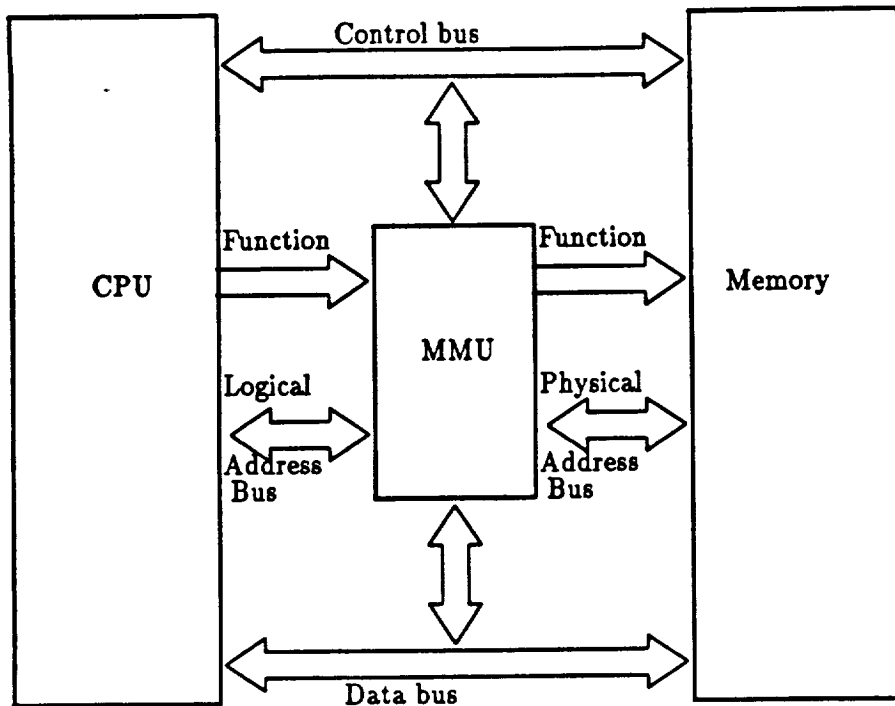 Control bus
Function
Function
CPU
Memory
MMU
Logical
Physical
Address
Bus
Address
Bus
Data bus